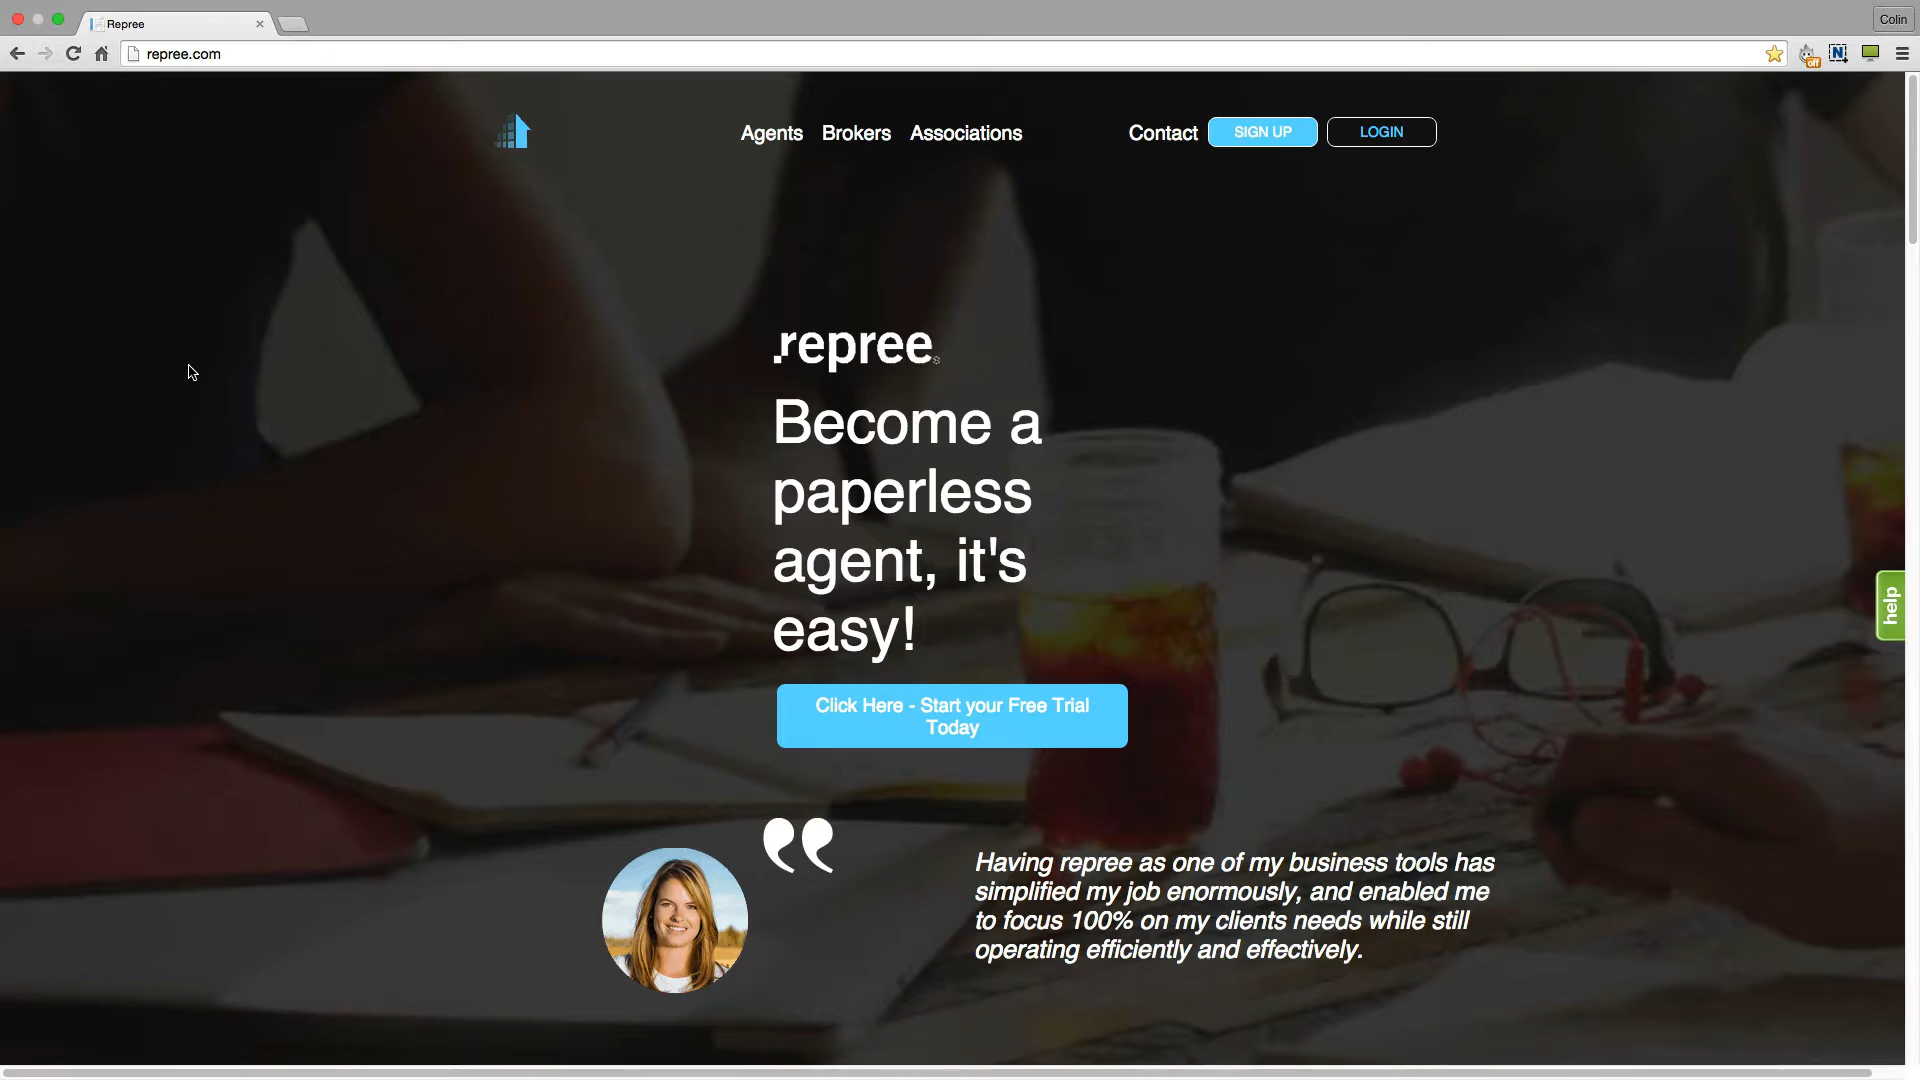 Repree
Colin
repree.com
off
N
Agents Brokers Associations Contact SIGN UP LOGIN
.repree
Become a
paperless
agent, it's
easy!
Click Here - Start your Free Trial
Today
help
Having repree as one of my business tools has
simplified my job enormously, and enabled me
to focus 100% on my clients needs while still
operating efficiently and effectively.